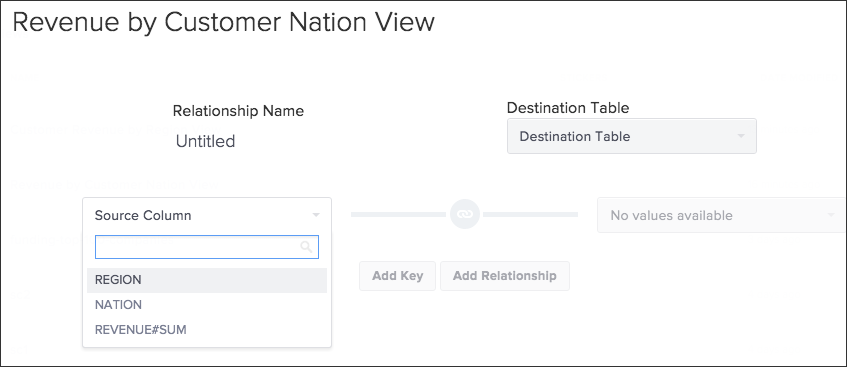 Revenue by Customer Nation View
Relationship Name
Destination Table
Untitled
Destination Table
Source Column
No values available
REGION
NATION
REVENUE#SUM
Add Key
Add Relationship